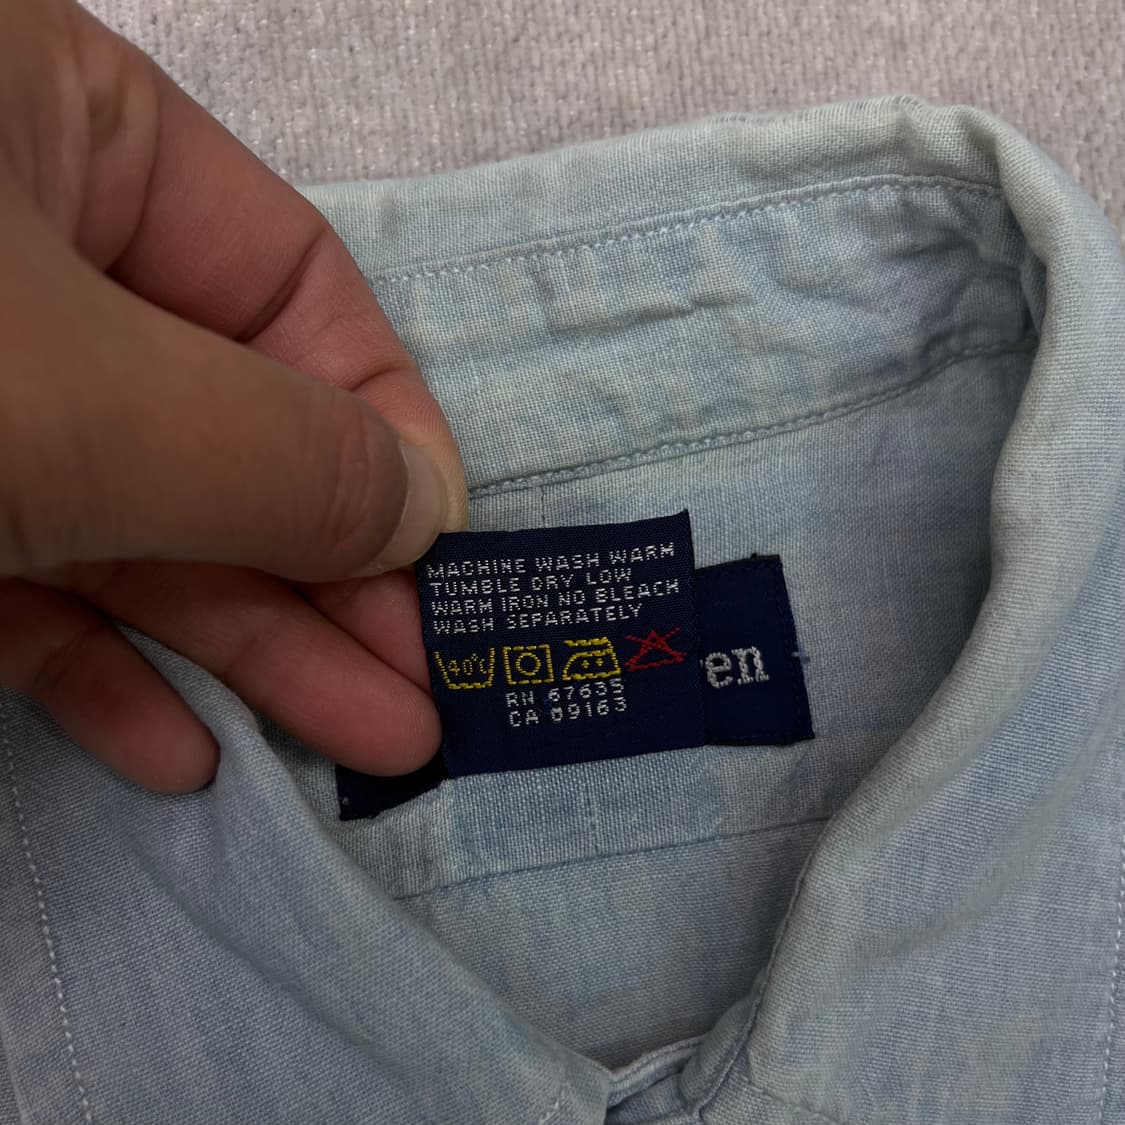 MACHINE WASH WARM
TUMBLE DRY LOW
WARM IRON NO BLEACH
WASH SEPARATELY
40°C
RN 67635
CA 09163
en